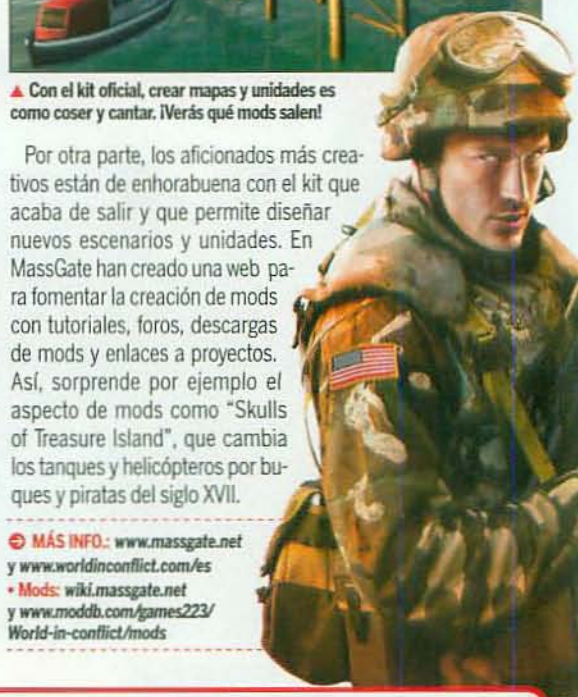 ▲ Con el kit oficial, crear mapas y unidades es
como coser y cantar. ¡Verás qué mods salen!
Por otra parte, los aficionados más crea-
tivos están de enhorabuena con el kit que
acaba de salir y que permite diseñar
nuevos escenarios y unidades. En
MassGate han creado una web pa-
ra fomentar la creación de mods
con tutoriales, foros, descargas
de mods y enlaces a proyectos.
Así, sorprende por ejemplo el
aspecto de mods como "Skulls
of Treasure Island", que cambia
los tanques y helicópteros por bu-
ques y piratas del siglo XVII.
MÁS INFO.: www.massgate.net
y www.worldinconflict.com/es
• Mods: wiki.massgate.net
y www.moddb.com/games223/
World-in-conflict/mods